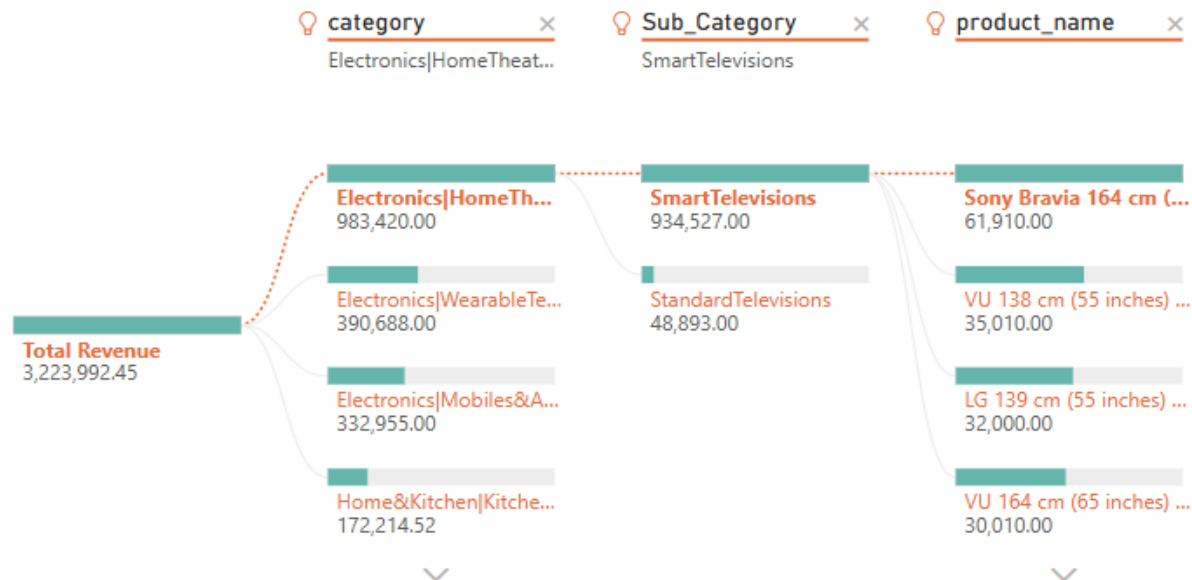 category
Sub_Category
product_name
Electronics|HomeTheat...
SmartTelevisions
Electronics|HomeTh...
983,420.00
SmartTelevisions
934,527.00
Sony Bravia 164 cm (...
61,910.00
Electronics|WearableTe...
390,688.00
StandardTelevisions
48,893.00
VU 138 cm (55 inches) ...
35,010.00
Total Revenue
3,223,992.45
Electronics|Mobiles&A...
332,955.00
LG 139 cm (55 inches) ...
32,000.00
Home&Kitchen|Kitche...
172,214.52
VU 164 cm (65 inches) ...
30,010.00